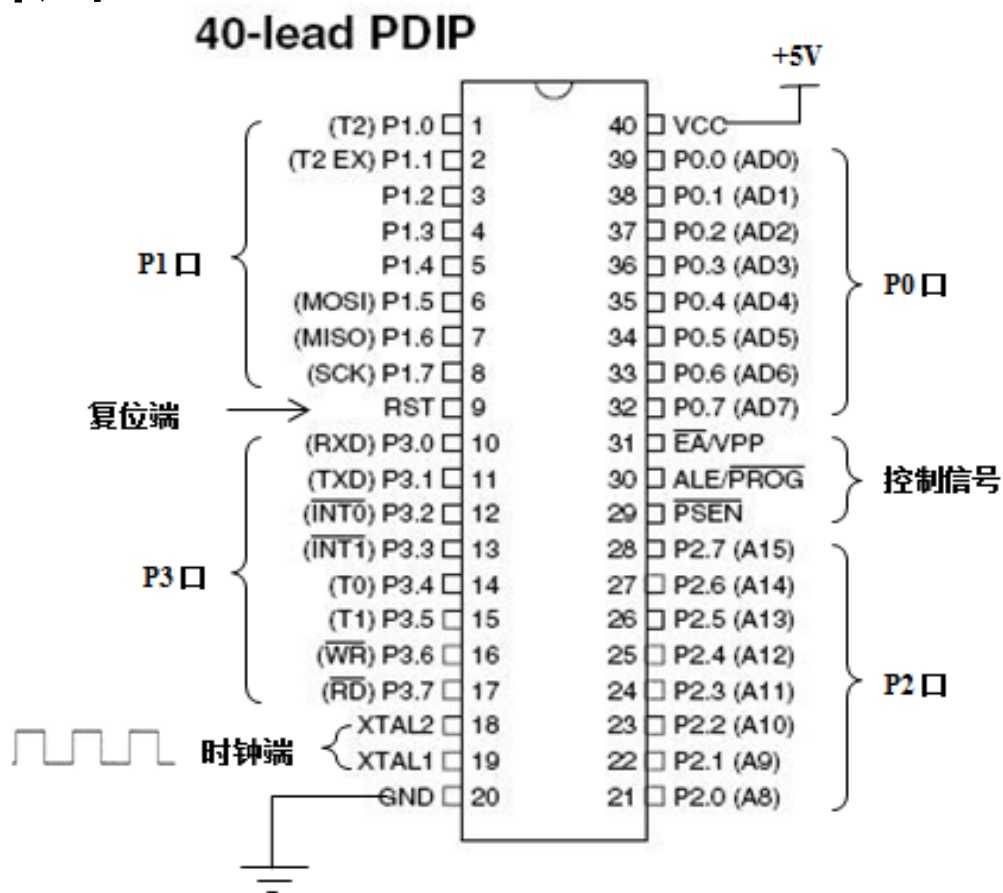 40-lead PDIP
+5V
(T2) P1.0 1 40 VCC
(T2 EX) P1.1 2 39 P0.0 (AD0)
P1.2 3 38 P0.1 (AD1)
P1.3 4 37 P0.2 (AD2)
P1.4 5 36 P0.3 (AD3)
P1口
P0口
(MOSI) P1.5 6 35 P0.4 (AD4)
(MISO) P1.6 7 34 P0.5 (AD5)
(SCK) P1.7 8 33 P0.6 (AD6)
复位端 RST 9 32 P0.7 (AD7)
(RXD) P3.0 10 31 E̅A̅/VPP
(TXD) P3.1 11 30 ALE/P̅R̅O̅G̅ 控制信号
(I̅N̅T̅0̅) P3.2 12 29 P̅S̅E̅N̅
(I̅N̅T̅1̅) P3.3 13 28 P2.7 (A15)
P3口 (T0) P3.4 14 27 P2.6 (A14)
(T1) P3.5 15 26 P2.5 (A13)
(W̅R̅) P3.6 16 25 P2.4 (A12)
(R̅D̅) P3.7 17 24 P2.3 (A11) P2口
XTAL2 18 23 P2.2 (A10)
时钟端
XTAL1 19 22 P2.1 (A9)
GND 20 21 P2.0 (A8)